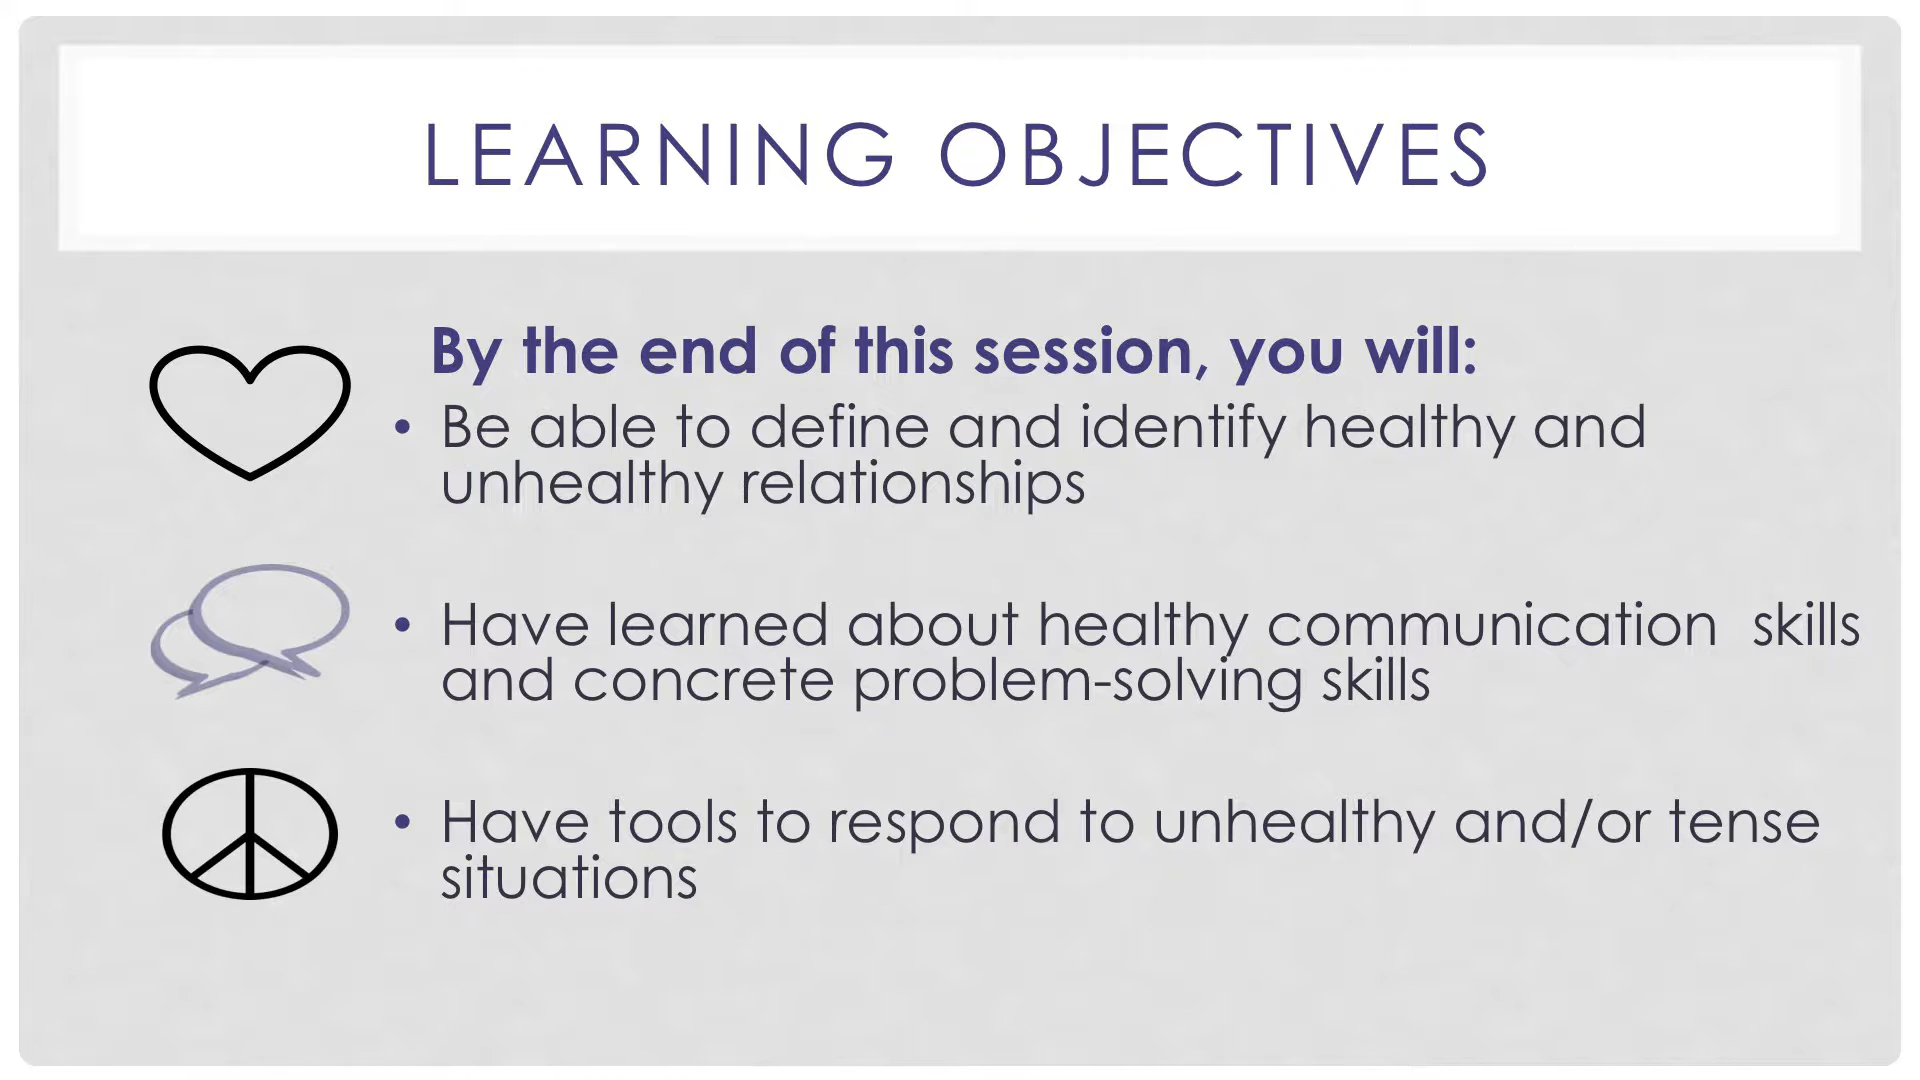 LEARNING OBJECTIVES
By the end of this session, you will:
• Be able to define and identify healthy and
unhealthy relationships
• Have learned about healthy communication  skills
and concrete problem-solving skills
• Have tools to respond to unhealthy and/or tense
situations